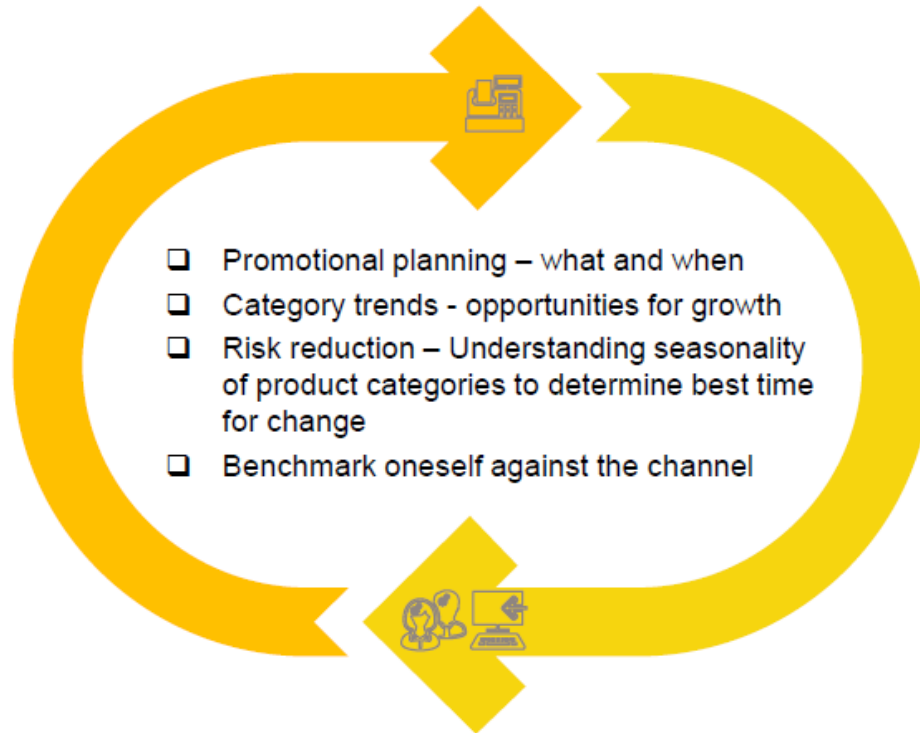 ❑ Promotional planning – what and when
❑ Category trends - opportunities for growth
❑ Risk reduction – Understanding seasonality
of product categories to determine best time
for change
❑ Benchmark oneself against the channel